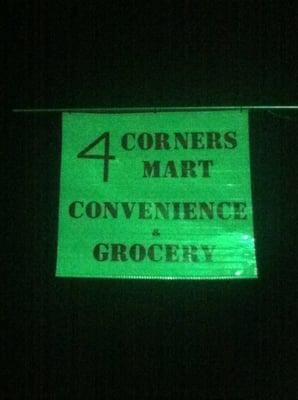 4 CORNERS
MART
CONVENIENCE
&
GROCERY